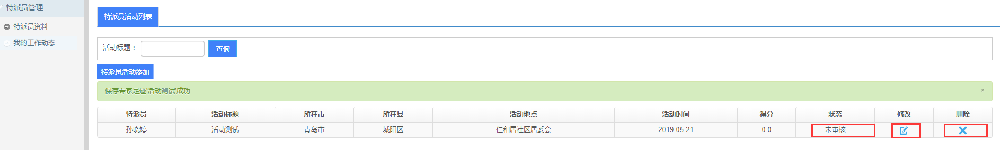 特派员管理
特派员资料
我的工作动态
特派员活动列表
活动标题： 查询
特派员活动添加
保存专家足迹'活动测试'成功 ×
特派员 活动标题 所在市 所在县 活动地点 活动时间 得分 状态 修改 删除
孙晓婷 活动测试 青岛市 城阳区 仁和居社区居委会 2019-05-21 0.0 未审核